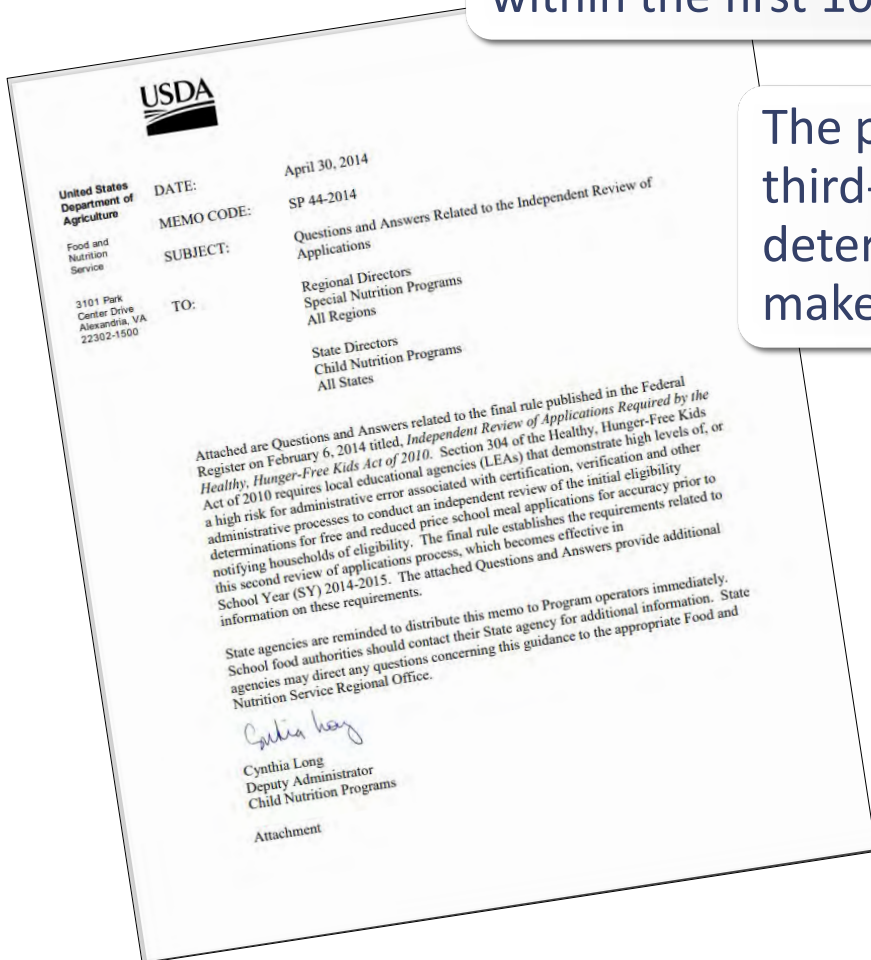 within the first 10
The p
third-
deter
make
USDA
United States
Department of
Agriculture
Food and
Nutrition
Service
3101 Park
Center Drive
Alexandria, VA
22302-1500
DATE:
April 30, 2014
MEMO CODE:
SP 44-2014
SUBJECT:
Questions and Answers Related to the Independent Review of
Applications
TO:
Regional Directors
Special Nutrition Programs
All Regions
State Directors
Child Nutrition Programs
All States
Attached are Questions and Answers related to the final rule published in the Federal
Register on February 6, 2014 titled, Independent Review of Applications Required by the
Healthy, Hunger-Free Kids Act of 2010. Section 304 of the Healthy, Hunger-Free Kids
Act of 2010 requires local educational agencies (LEAs) that demonstrate high levels of, or
a high risk for administrative error associated with certification, verification and other
administrative processes to conduct an independent review of the initial eligibility
determinations for free and reduced price school meal applications for accuracy prior to
notifying households of eligibility. The final rule establishes the requirements related to
this second review of applications process, which becomes effective in
School Year (SY) 2014-2015. The attached Questions and Answers provide additional
information on these requirements.
State agencies are reminded to distribute this memo to Program operators immediately.
School food authorities should contact their State agency for additional information. State
agencies may direct any questions concerning this guidance to the appropriate Food and
Nutrition Service Regional Office.
Cynthia Long
Cynthia Long
Deputy Administrator
Child Nutrition Programs
Attachment